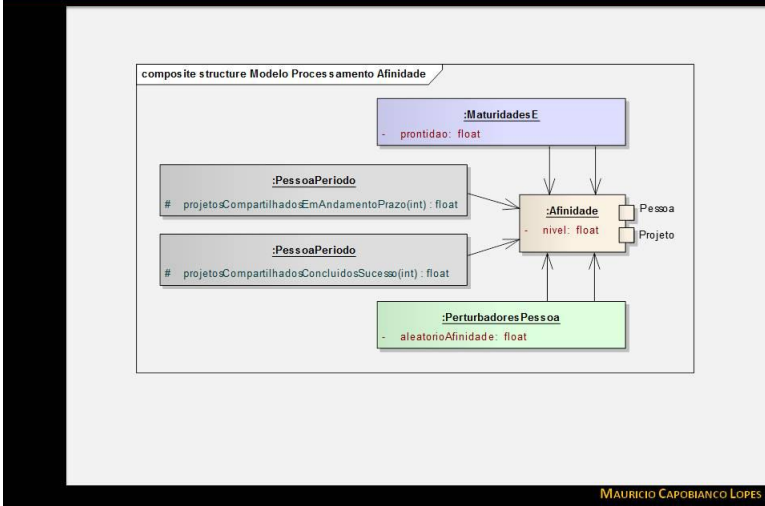 composite structure Modelo Processamento Afinidade
:MaturidadesE
- prontidao: float
:PessoaPeriodo
# projetosCompartilhadosEmAndamentoPrazo(int) : float
:Afinidade
- nivel: float
Pessoa
Projeto
:PessoaPeriodo
# projetosCompartilhadosConcluidosSucesso(int) : float
:PerturbadoresPessoa
- aleatorioAfinidade: float
MAURICIO CAPOBIANCO LOPES